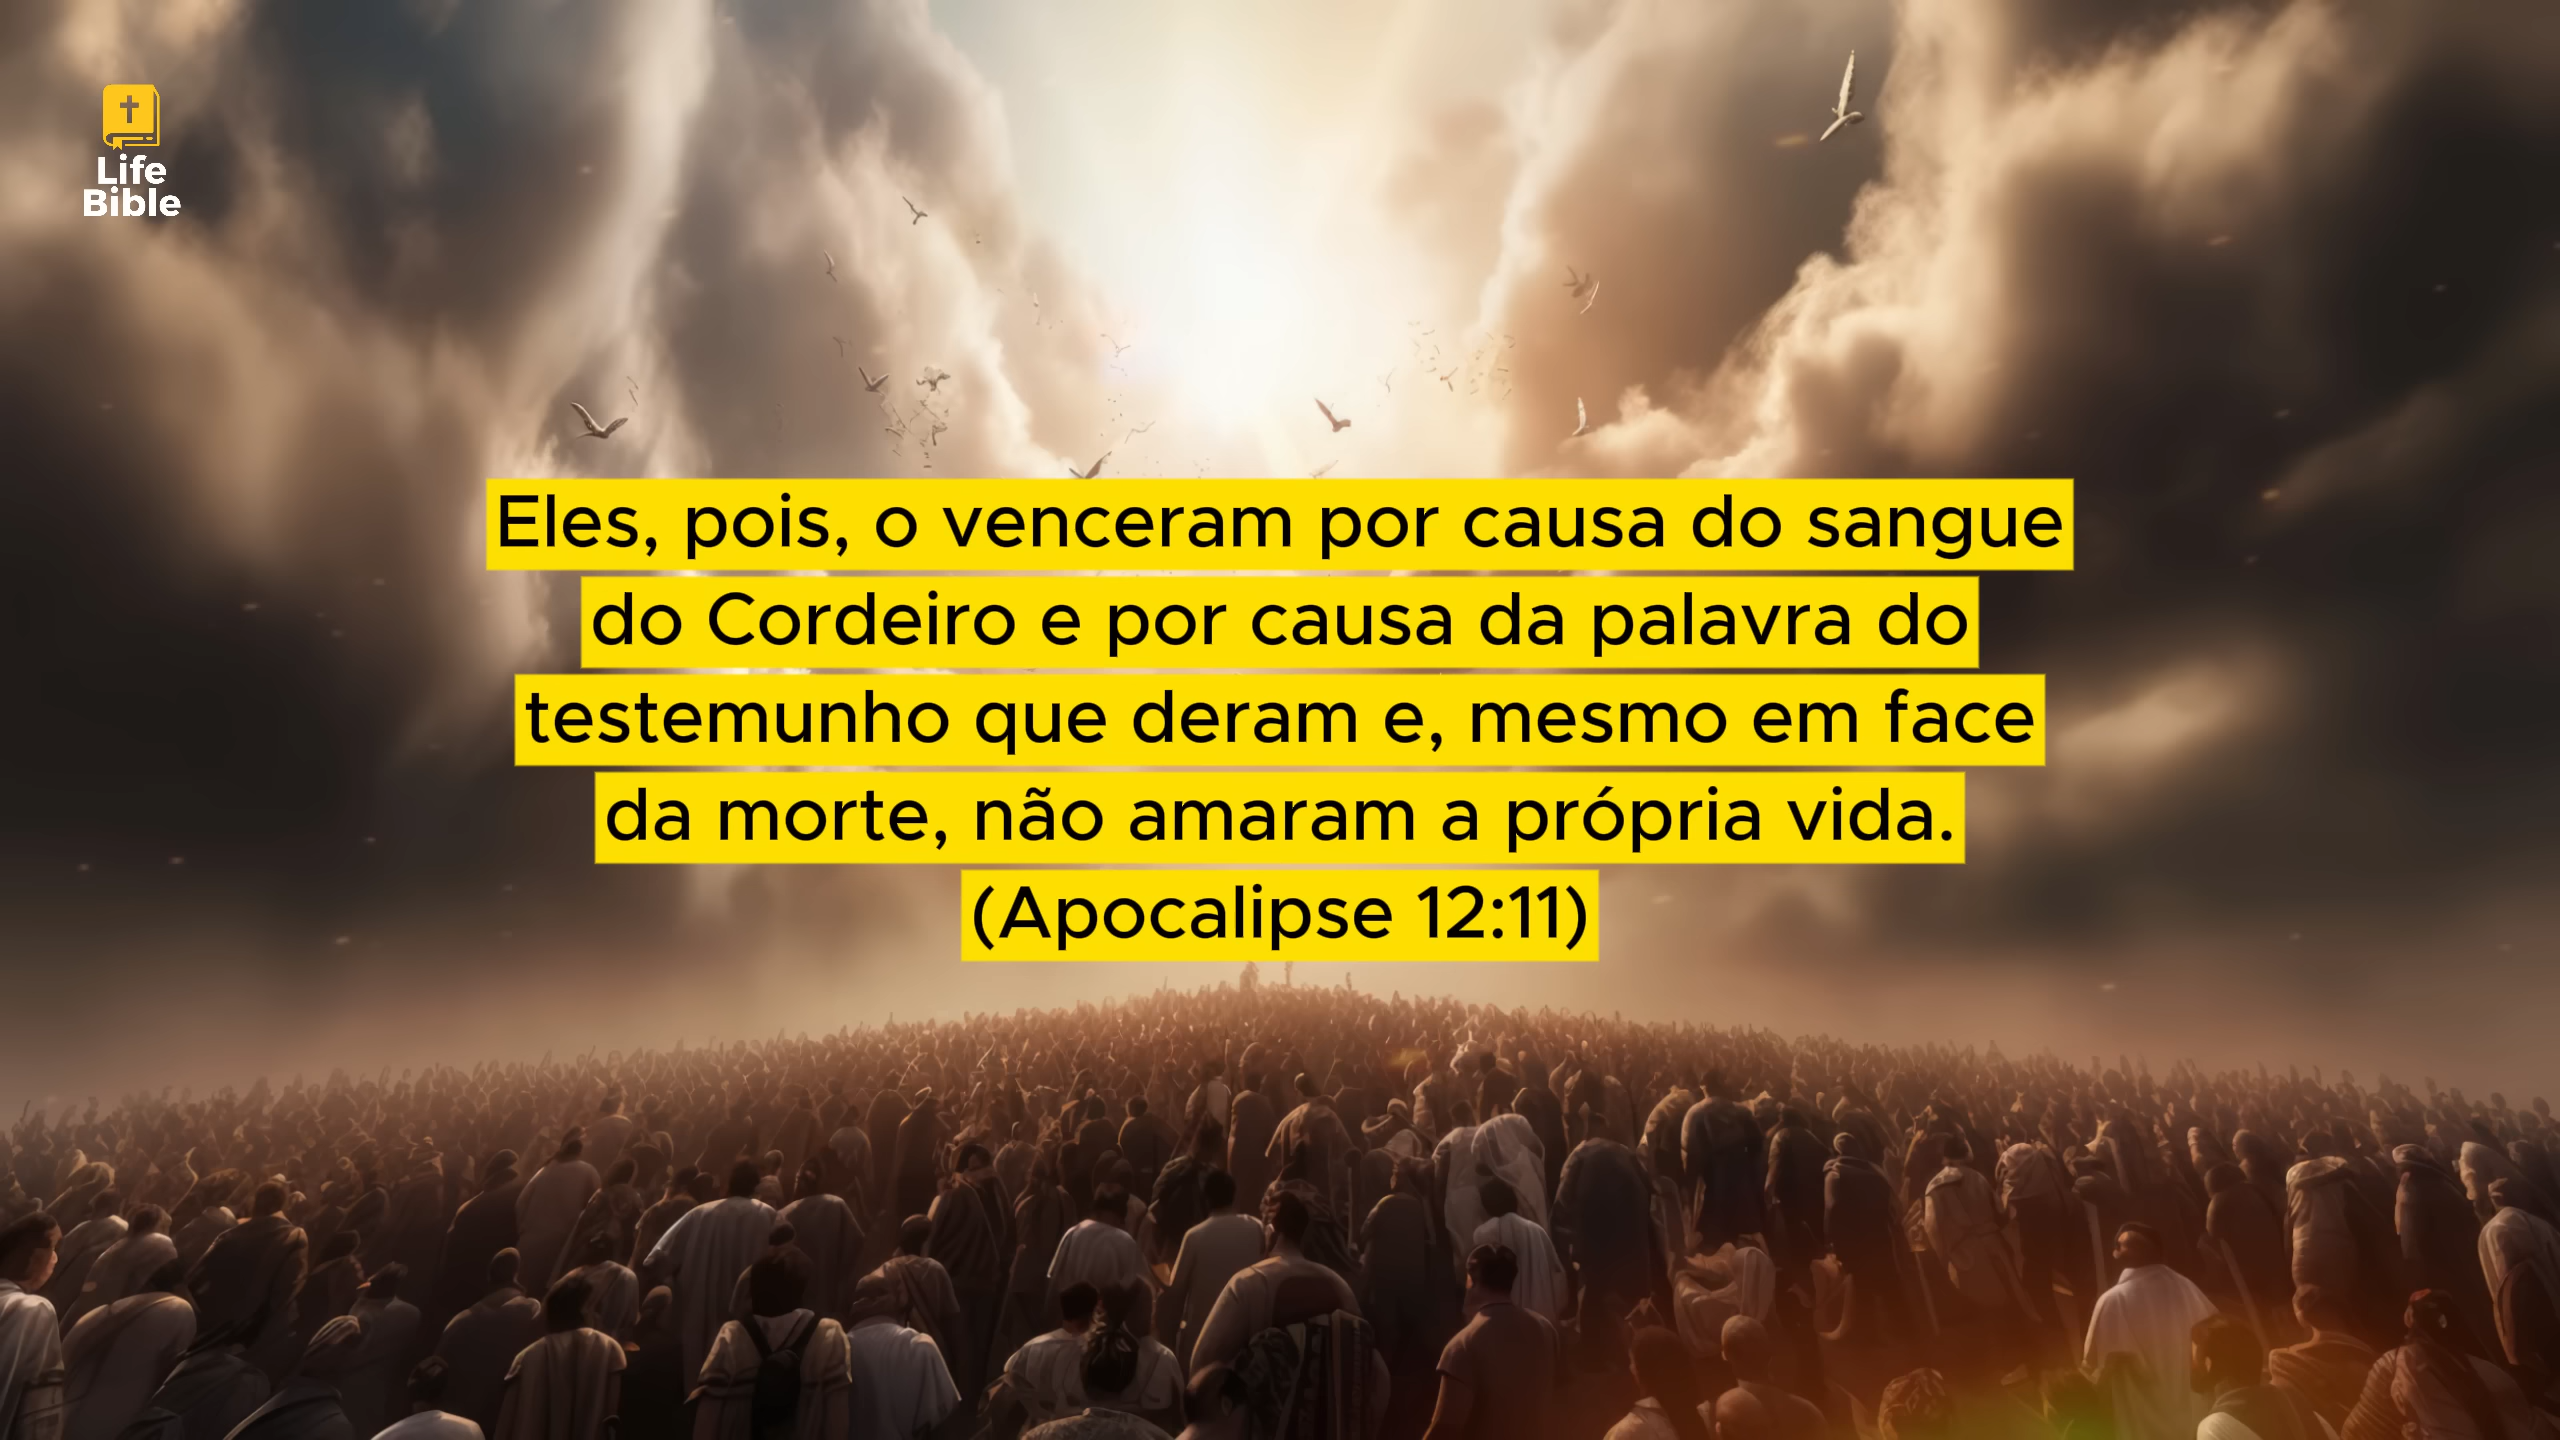 Life
Bible
Eles, pois, o venceram por causa do sangue
do Cordeiro e por causa da palavra do
testemunho que deram e, mesmo em face
da morte, não amaram a própria vida.
(Apocalipse 12:11)